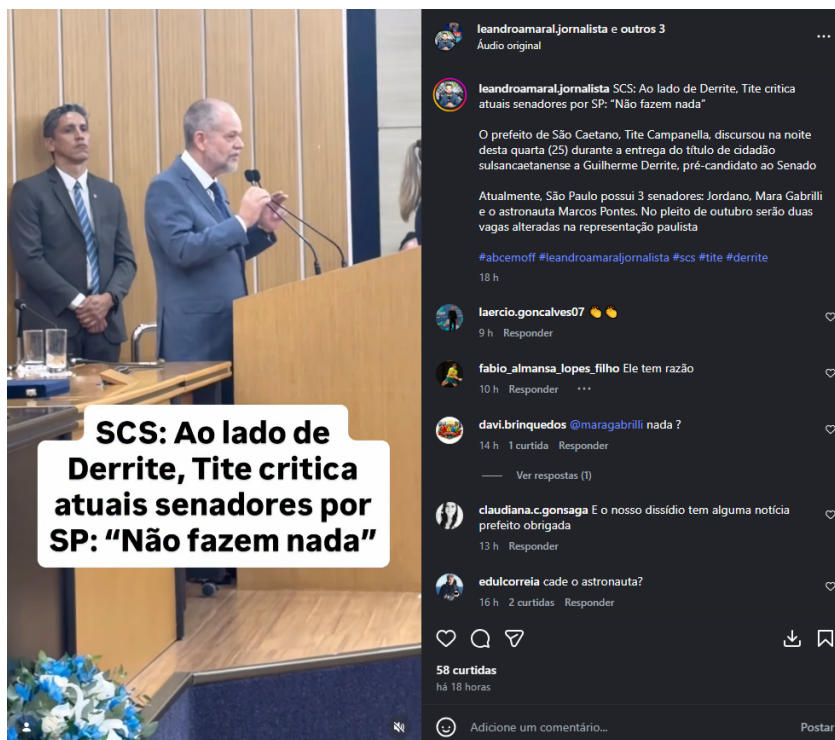 leandroamaral.jornalista e outros 3
Áudio original
leandroamaral.jornalista SCS: Ao lado de Derrite, Tite critica
atuais senadores por SP: “Não fazem nada”
O prefeito de São Caetano, Tite Campanella, discursou na noite
desta quarta (25) durante a entrega do título de cidadão
sulsancaetanense a Guilherme Derrite, pré-candidato ao Senado
Atualmente, São Paulo possui 3 senadores: Jordano, Mara Gabrilli
e o astronauta Marcos Pontes. No pleito de outubro serão duas
vagas alteradas na representação paulista
#abcemoff #leandroamaraljornalista #scs #tite #derrite
18 h
laercio.goncalves07 👏👏
9 h Responder
fabio_almansa_lopes_filho Ele tem razão
10 h Responder ...
davi.brinquedos @maragabrilli nada ?
14 h 1 curtida Responder
Ver respostas (1)
claudiana.c.gonsaga E o nosso dissídio tem alguma notícia
prefeito obrigada
13 h Responder
edulcorreia cade o astronauta?
16 h 2 curtidas Responder
58 curtidas
há 18 horas
Adicione um comentário...
Postar
SCS: Ao lado de
Derrite, Tite critica
atuais senadores por
SP: “Não fazem nada”